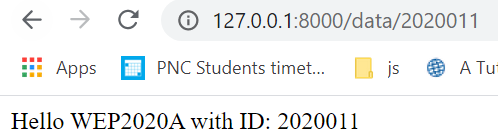 127.0.0.1:8000/data/2020011
Apps PNC Students timet... js A Tu
Hello WEP2020A with ID: 2020011